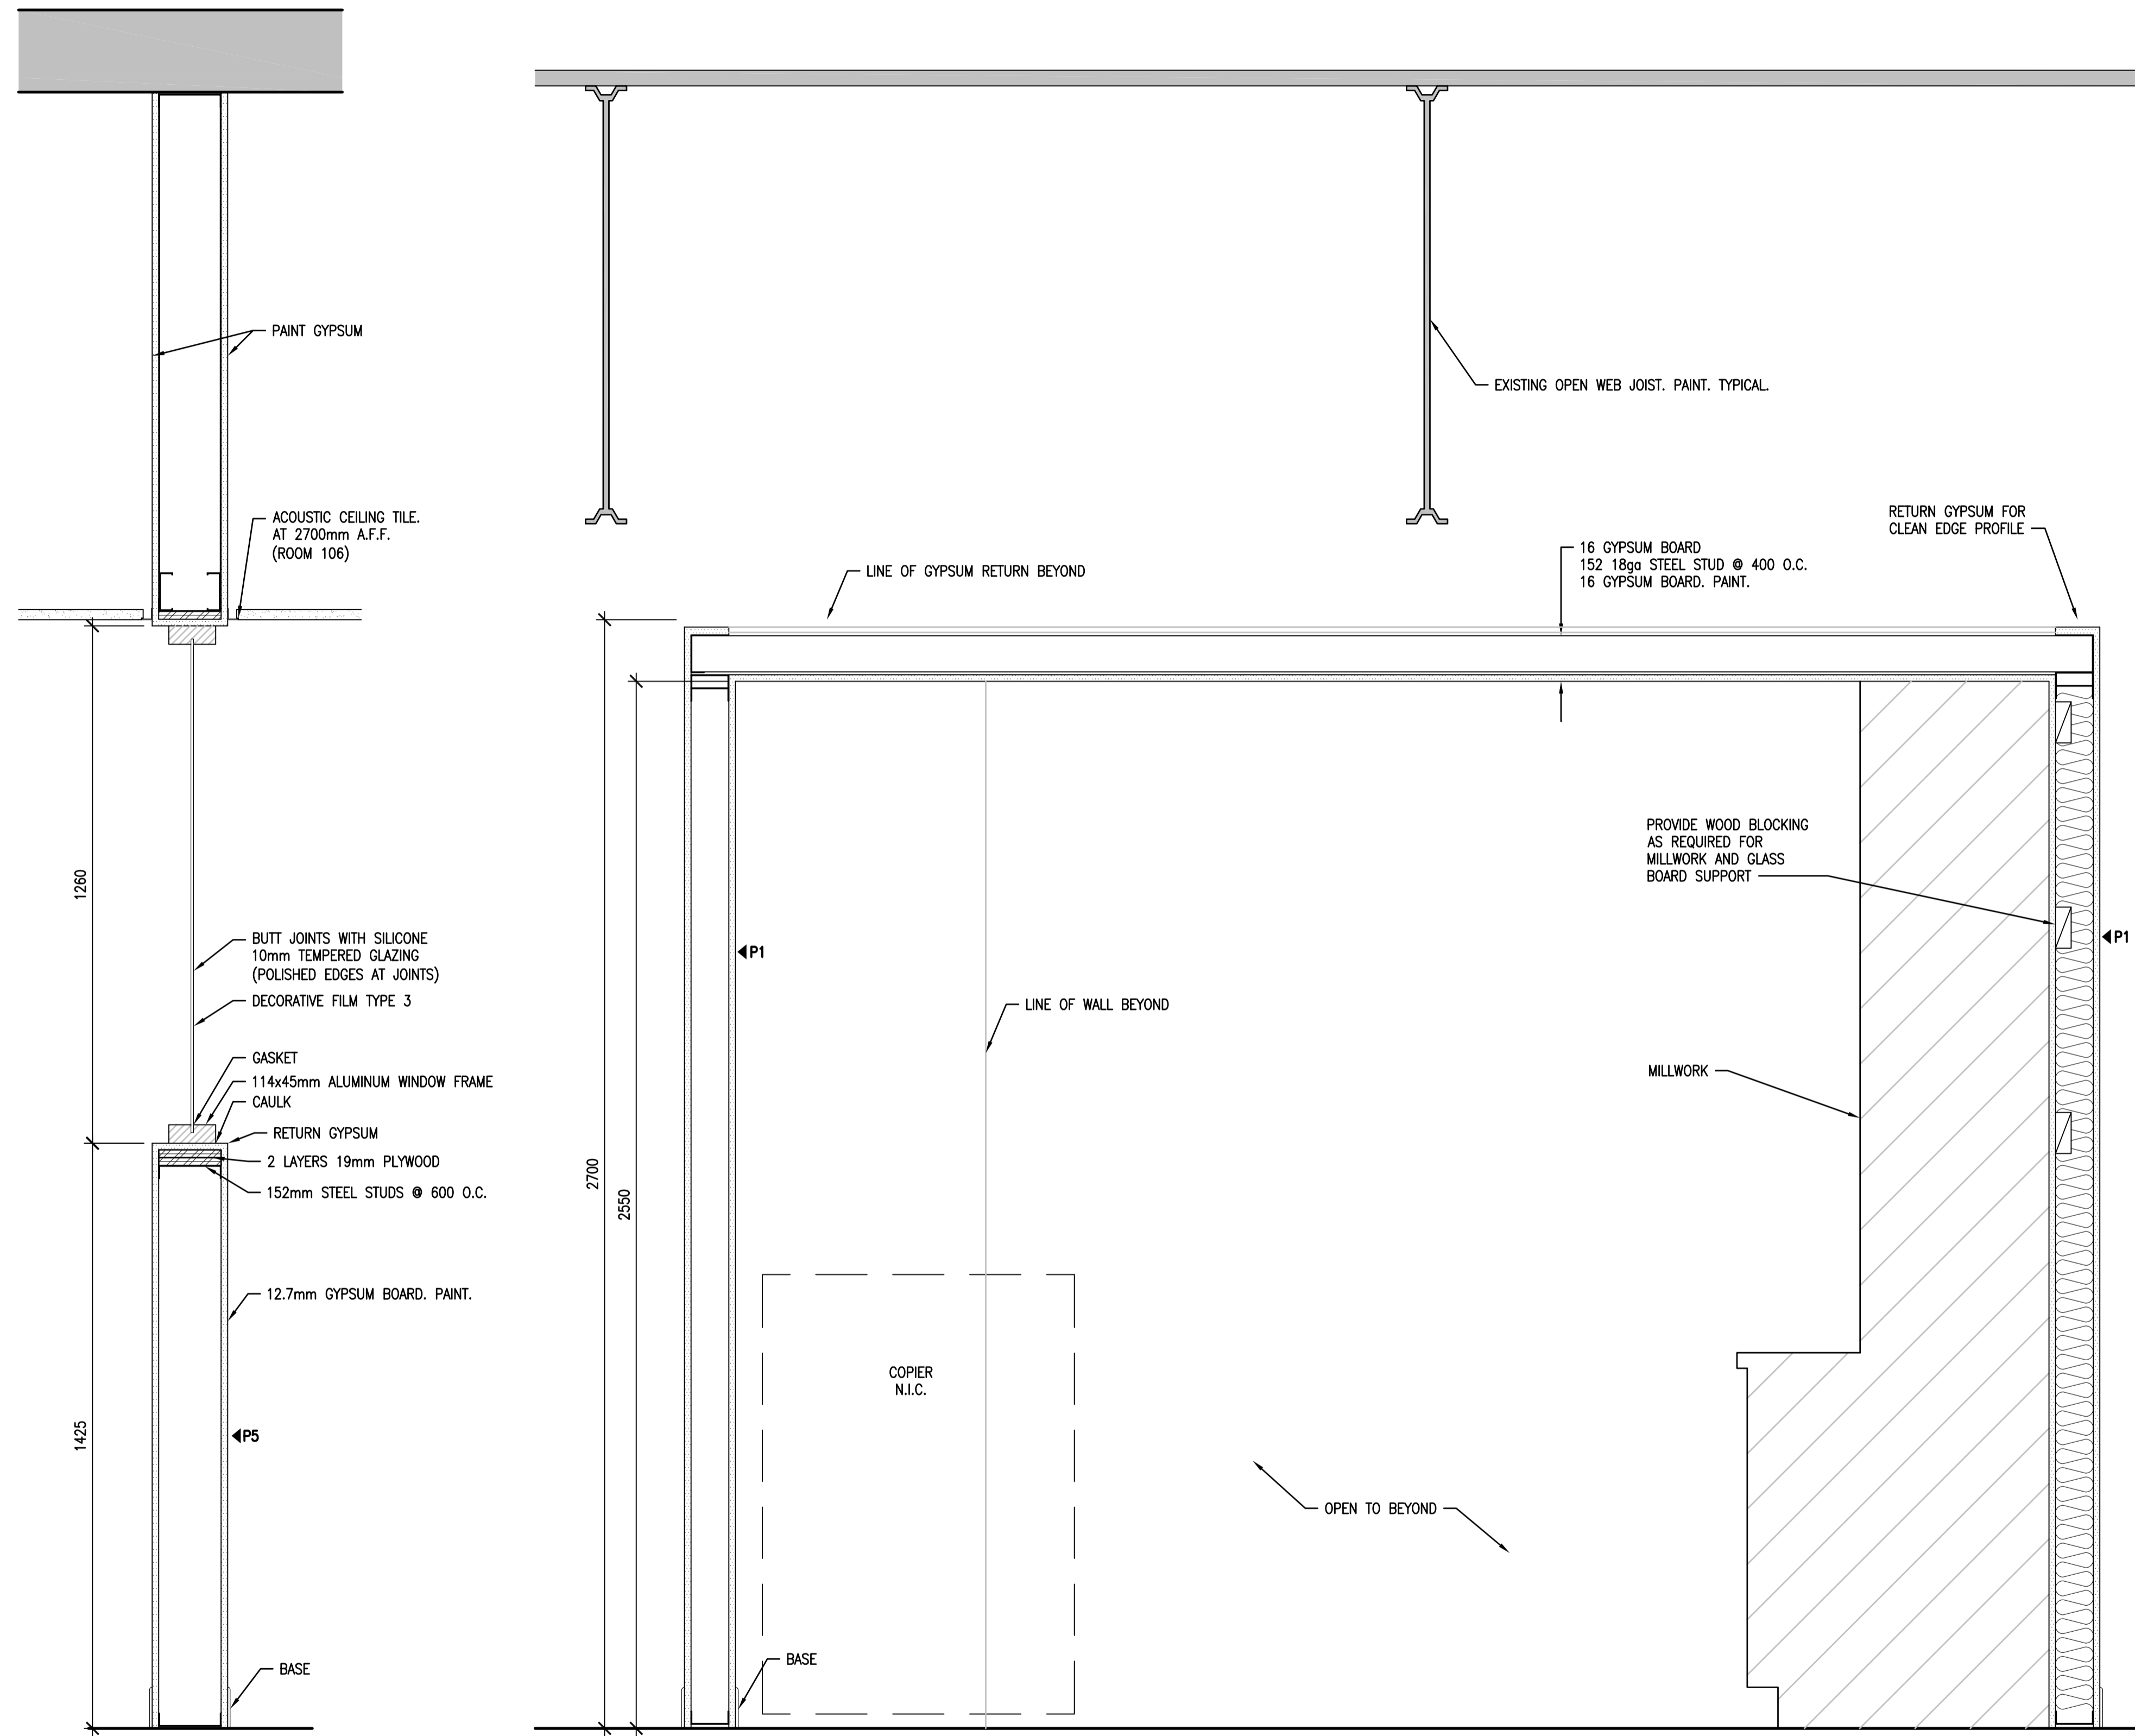 PAINT GYPSUM
ACOUSTIC CEILING TILE.
AT 2700mm A.F.F.
(ROOM 106)
1260
BUTT JOINTS WITH SILICONE
10mm TEMPERED GLAZING
(POLISHED EDGES AT JOINTS)
DECORATIVE FILM TYPE 3
GASKET
114x45mm ALUMINUM WINDOW FRAME
CAULK
RETURN GYPSUM
2 LAYERS 19mm PLYWOOD
152mm STEEL STUDS @ 600 O.C.
12.7mm GYPSUM BOARD. PAINT.
1425
P5
BASE
EXISTING OPEN WEB JOIST. PAINT. TYPICAL.
RETURN GYPSUM FOR
CLEAN EDGE PROFILE
16 GYPSUM BOARD
152 18ga STEEL STUD @ 400 O.C.
16 GYPSUM BOARD. PAINT.
LINE OF GYPSUM RETURN BEYOND
PROVIDE WOOD BLOCKING
AS REQUIRED FOR
MILLWORK AND GLASS
BOARD SUPPORT
P1
P1
LINE OF WALL BEYOND
MILLWORK
2700
2550
COPIER
N.I.C.
OPEN TO BEYOND
BASE